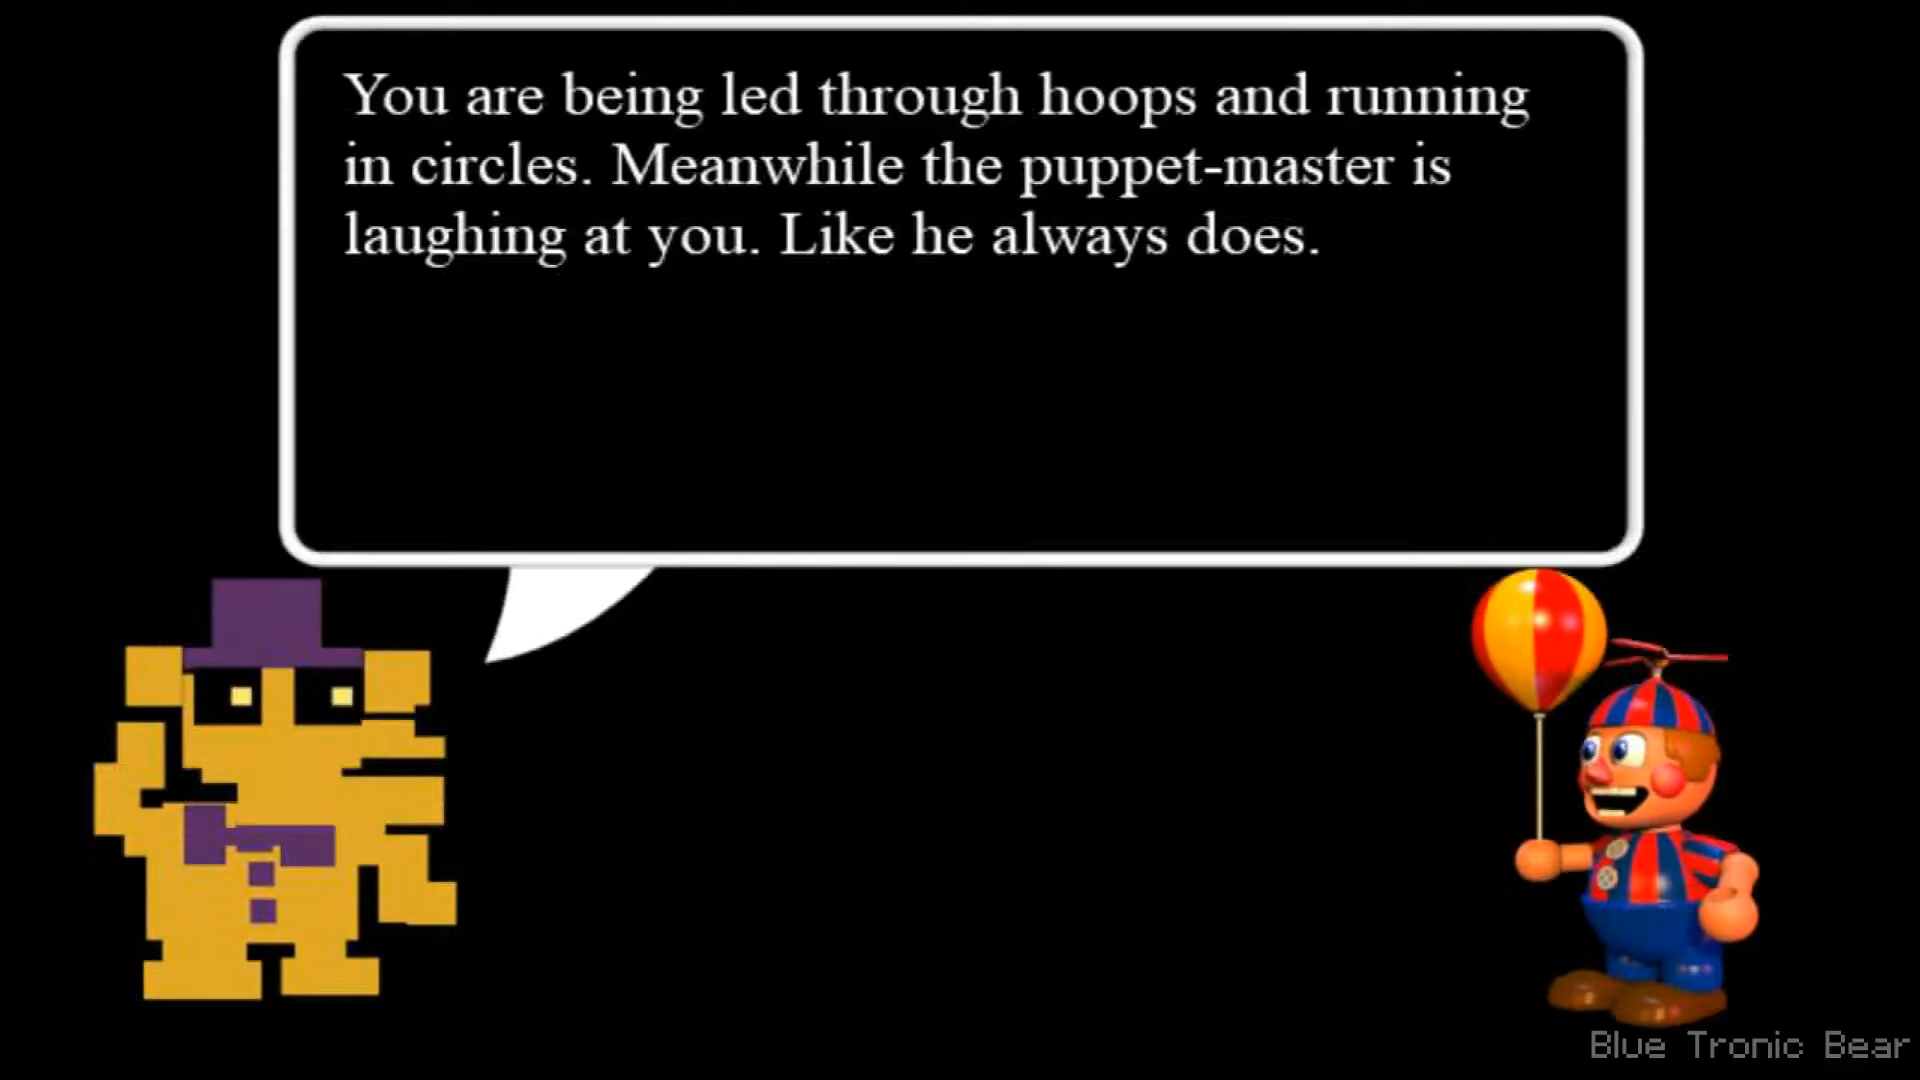 You are being led through hoops and running
in circles. Meanwhile the puppet-master is
laughing at you. Like he always does.
Blue Tronic Bear